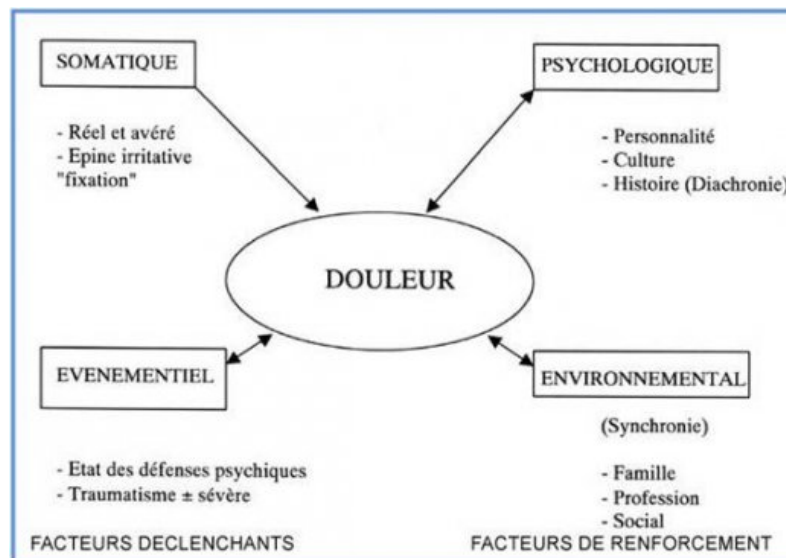 SOMATIQUE
- Réel et avéré
- Epine irritative
"fixation"
PSYCHOLOGIQUE
- Personnalité
- Culture
- Histoire (Diachronie)
DOULEUR
EVENEMENTIEL
- Etat des défenses psychiques
- Traumatisme ± sévère
ENVIRONNEMENTAL
(Synchronie)
- Famille
- Profession
- Social
FACTEURS DECLENCHANTS
FACTEURS DE RENFORCEMENT